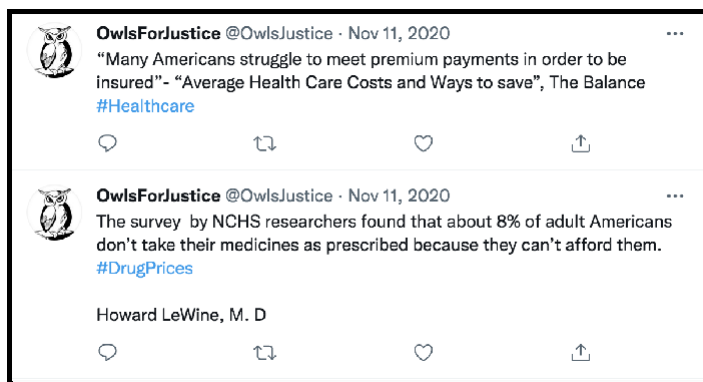 OwlsForJustice @OwlsJustice · Nov 11, 2020
“Many Americans struggle to meet premium payments in order to be
insured”- “Average Health Care Costs and Ways to save”, The Balance
#Healthcare
OwlsForJustice @OwlsJustice · Nov 11, 2020
The survey  by NCHS researchers found that about 8% of adult Americans
don’t take their medicines as prescribed because they can’t afford them.
#DrugPrices
Howard LeWine, M. D